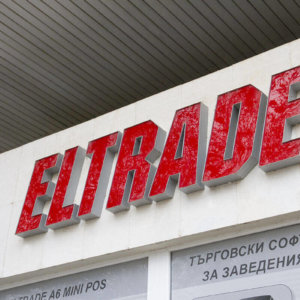 ELTRADE
TRADE A6 MINI POS
ТЪРГОВСКИ СОФ
ЗА ЗАВЕДЕНИЯ